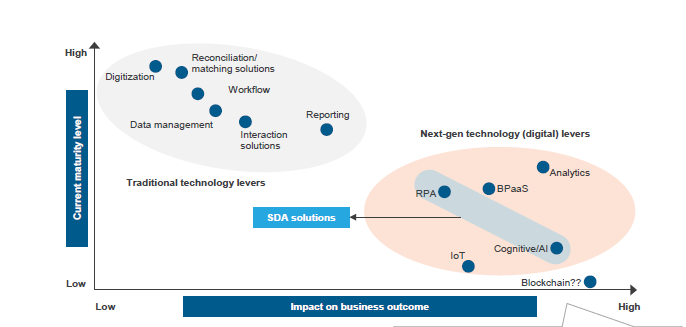 High
Reconciliation/
matching solutions
Digitization
Workflow
Reporting
Data management
Interaction
solutions
Next-gen technology (digital) levers
Current maturity level
Analytics
Traditional technology levers
RPA
BPaaS
SDA solutions
Cognitive/AI
IoT
Low
Blockchain??
Low
Impact on business outcome
High